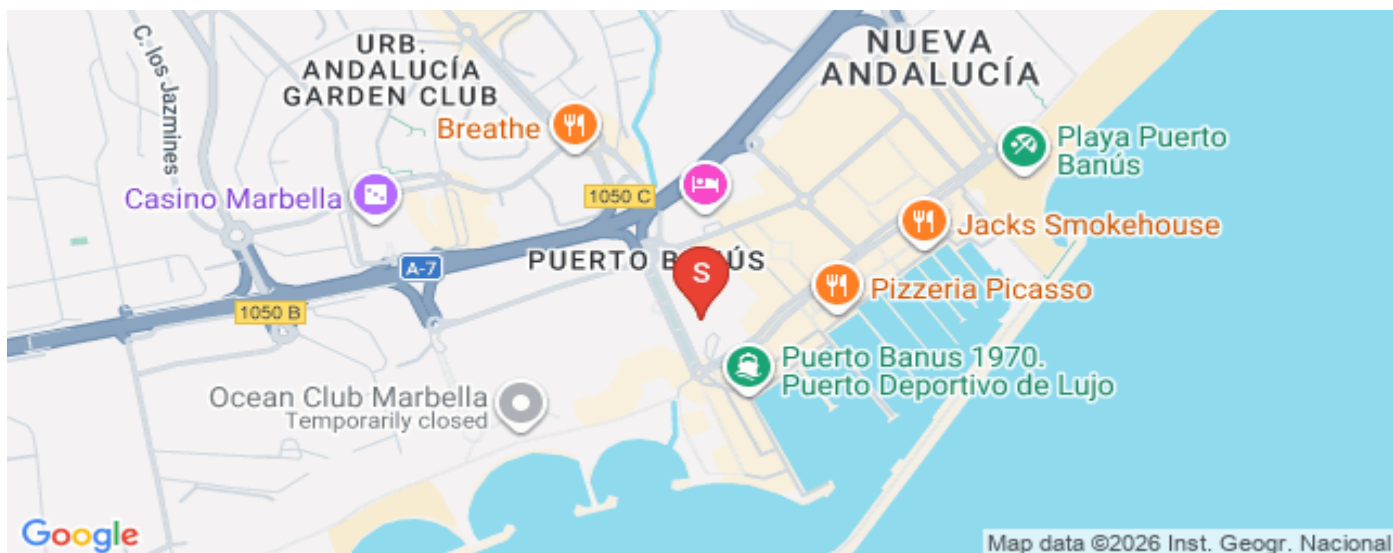 C. los Jazmines
URB.
ANDALUCÍA
GARDEN CLUB
NUEVA
ANDALUCÍA
Breathe
Playa Puerto
Banús
Casino Marbella
1050 C
Jacks Smokehouse
PUERTO B
ÚS
S
A-7
Pizzeria Picasso
1050 B
Puerto Banus 1970.
Puerto Deportivo de Lujo
Ocean Club Marbella
Temporarily closed
Google
Map data ©2026 Inst. Geogr. Nacional